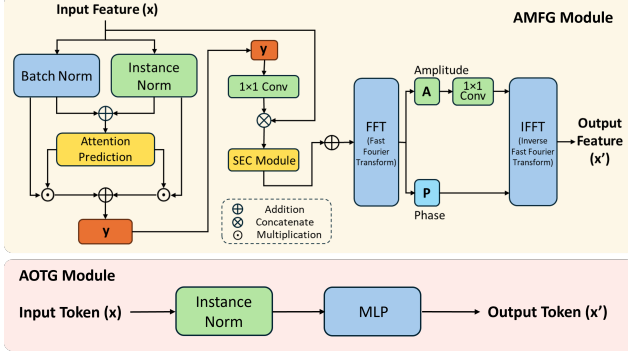 Input Feature (x)
AMFG Module
Batch Norm
Instance
Norm
Attention
Prediction
y
y
1×1 Conv
SEC Module
Addition
Concatenate
Multiplication
FFT
(Fast
Fourier
Transform)
Amplitude
A
1×1
Conv
P
Phase
IFFT
(Inverse
Fast Fourier
Transform)
Output
Feature
(x')
AOTG Module
Input Token (x)
Instance
Norm
MLP
Output Token (x')